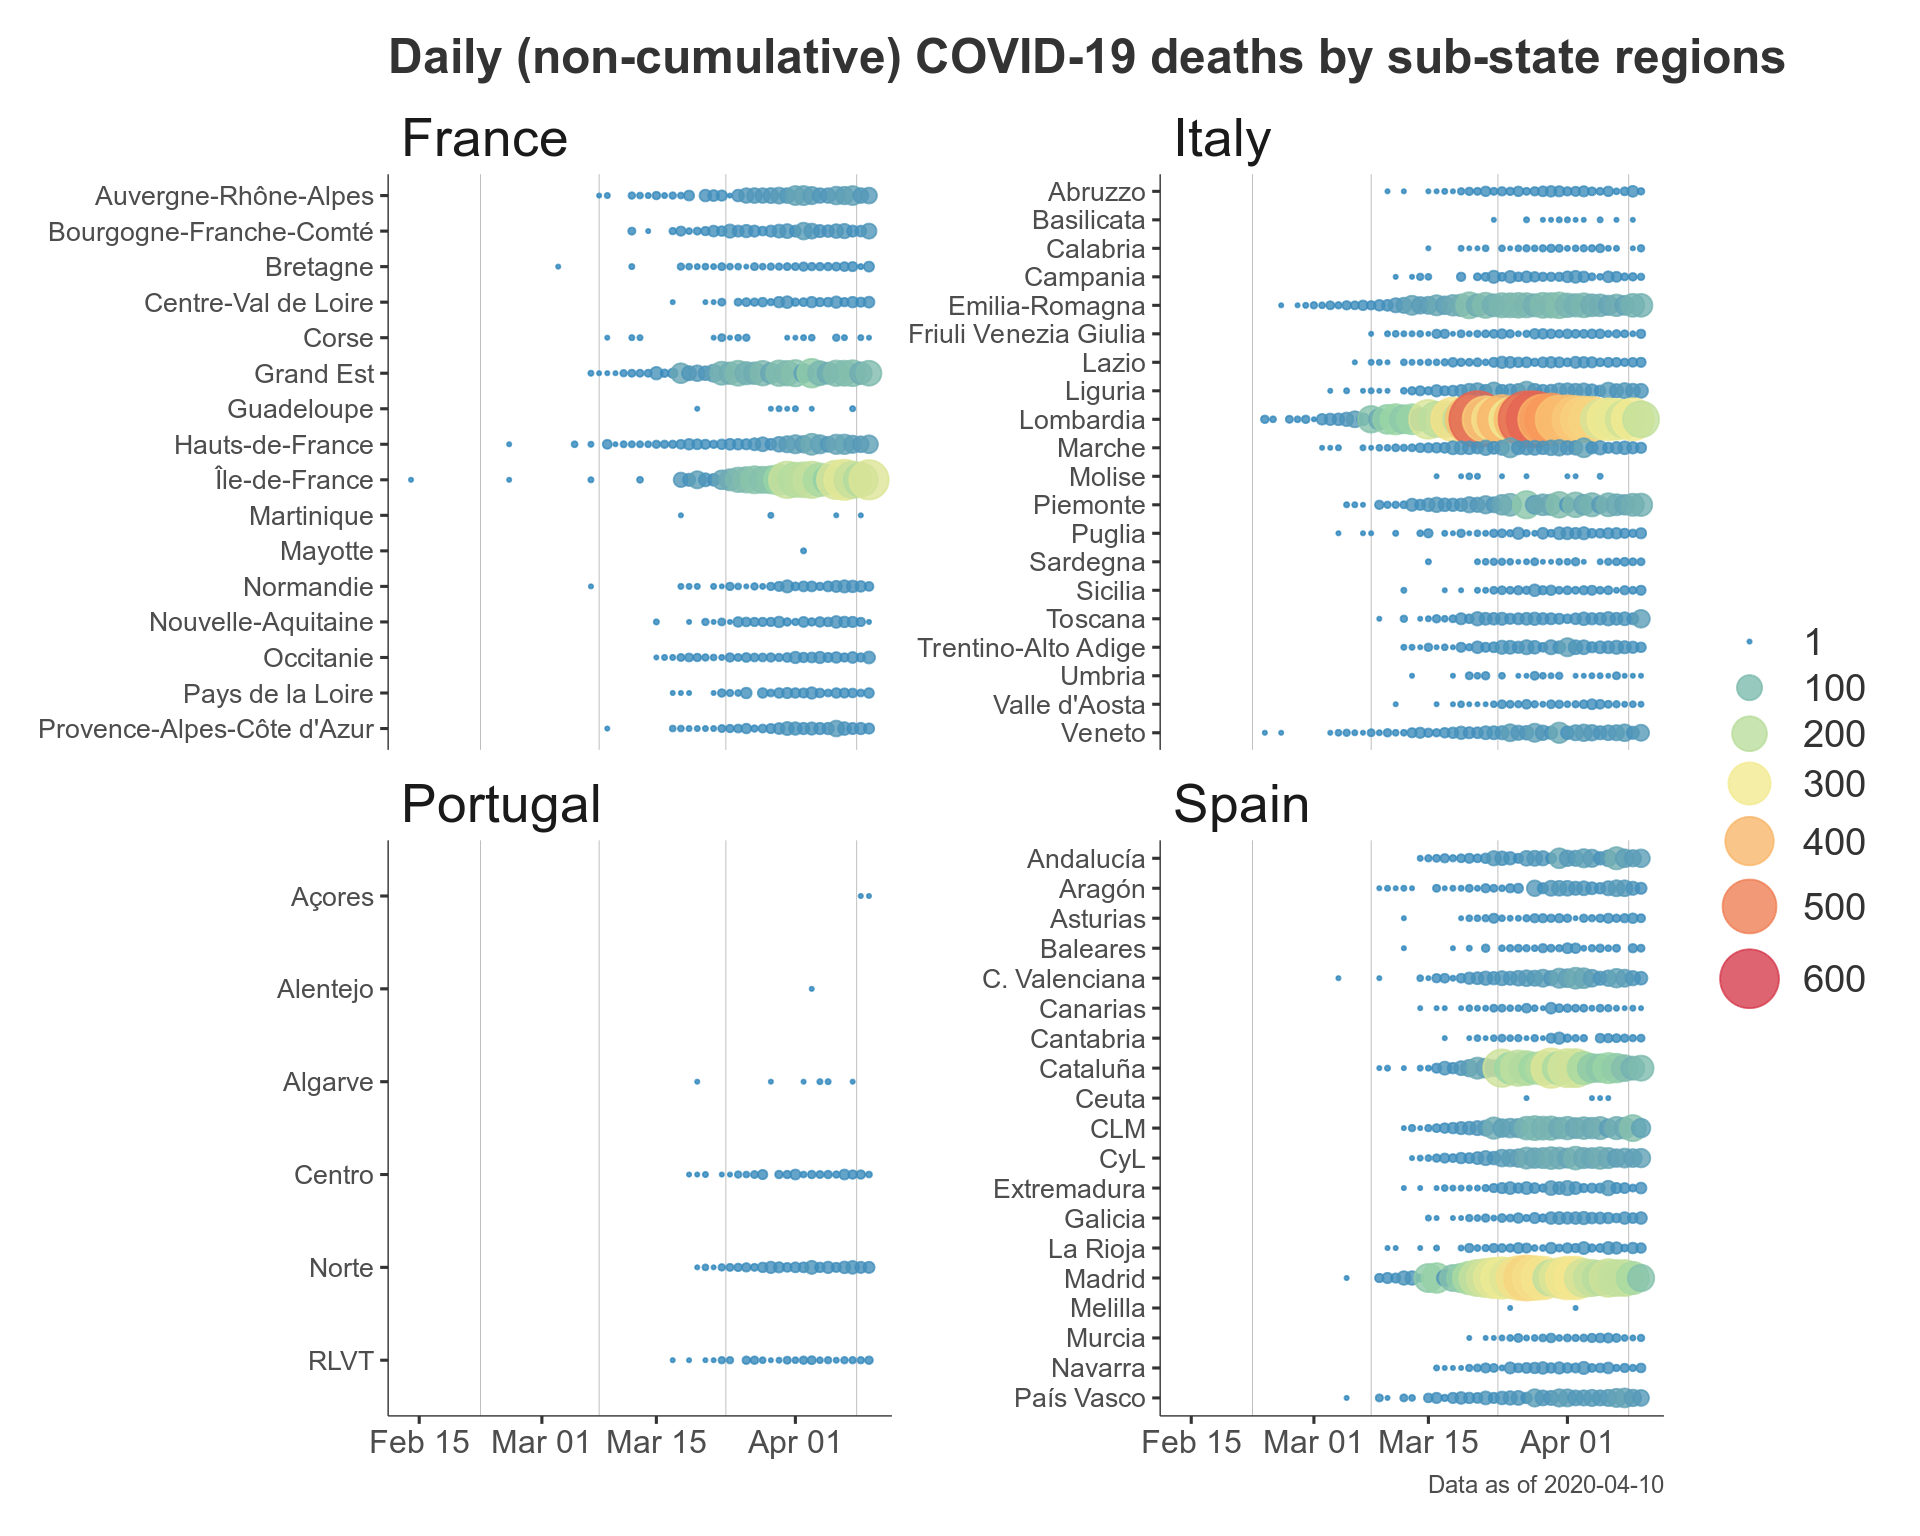 Daily (non-cumulative) COVID-19 deaths by sub-state regions
France
Auvergne-Rhône-Alpes
Bourgogne-Franche-Comté
Bretagne
Centre-Val de Loire
Corse
Grand Est
Guadeloupe
Hauts-de-France
Île-de-France
Martinique
Mayotte
Normandie
Nouvelle-Aquitaine
Occitanie
Pays de la Loire
Provence-Alpes-Côte d'Azur
Italy
Abruzzo
Basilicata
Calabria
Campania
Emilia-Romagna
Friuli Venezia Giulia
Lazio
Liguria
Lombardia
Marche
Molise
Piemonte
Puglia
Sardegna
Sicilia
Toscana
Trentino-Alto Adige
Umbria
Valle d'Aosta
Veneto
Portugal
Açores
Alentejo
Algarve
Centro
Norte
RLVT
Feb 15 Mar 01 Mar 15 Apr 01
Spain
Andalucía
Aragón
Asturias
Baleares
C. Valenciana
Canarias
Cantabria
Cataluña
Ceuta
CLM
CyL
Extremadura
Galicia
La Rioja
Madrid
Melilla
Murcia
Navarra
País Vasco
Feb 15 Mar 01 Mar 15 Apr 01
1
100
200
300
400
500
600
Data as of 2020-04-10